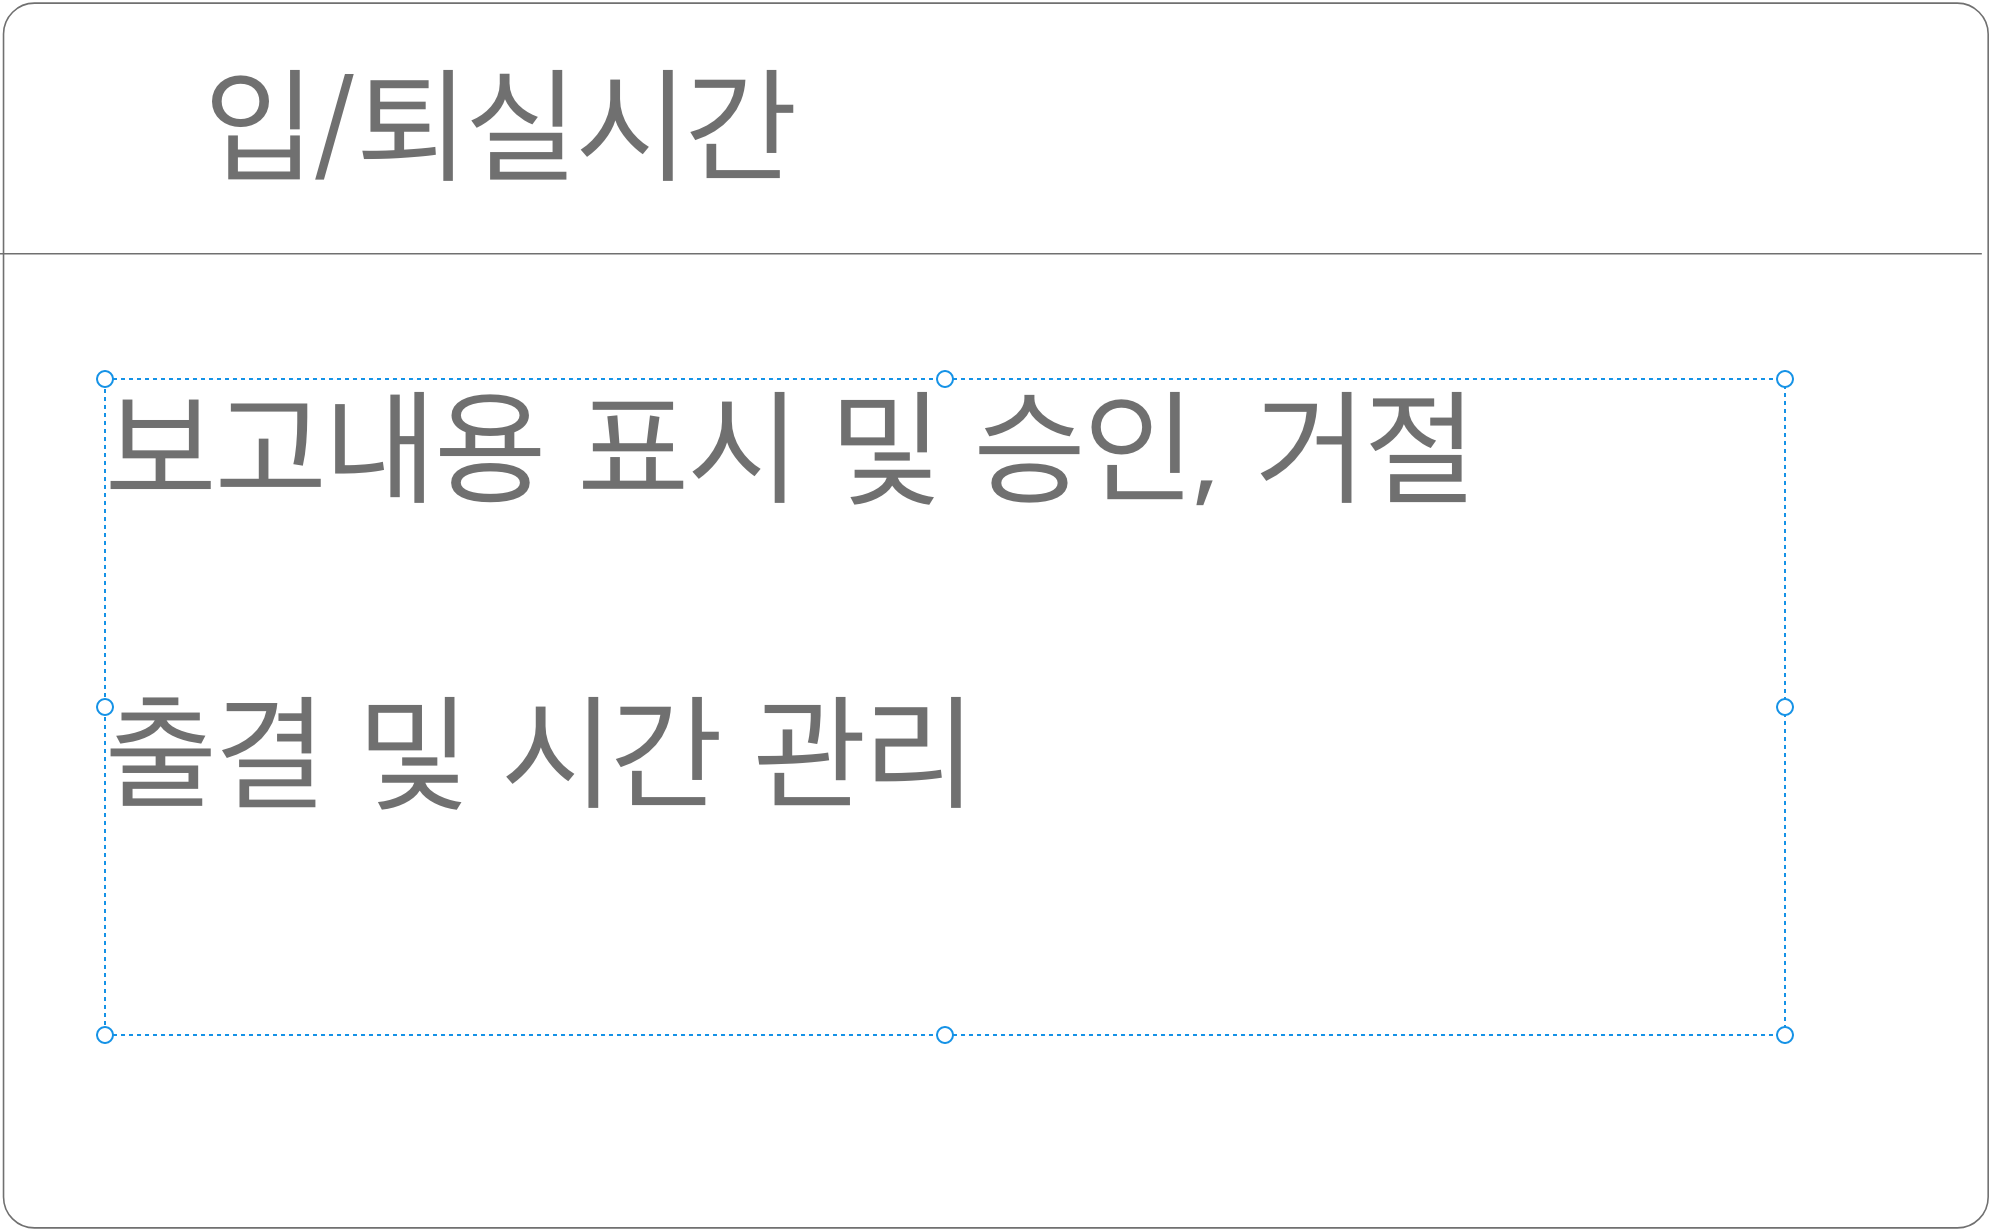 입/퇴실시간
보고내용 표시 및 승인, 거절
출결 및 시간 관리